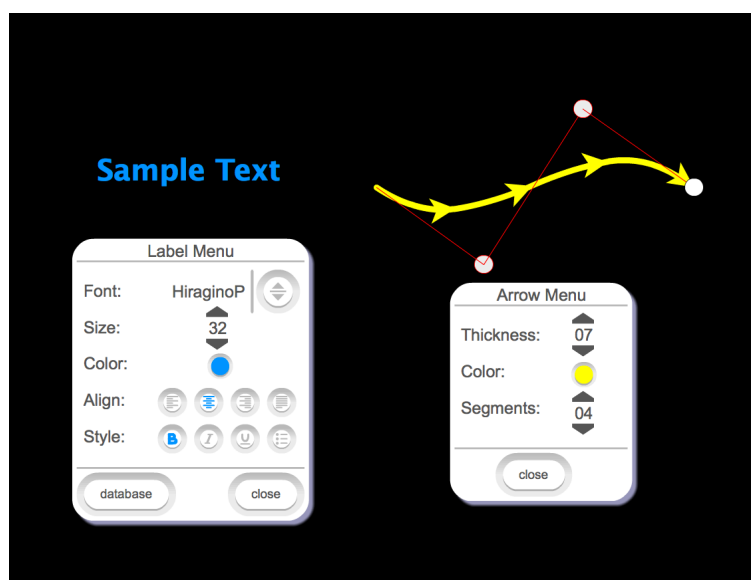 Sample Text
Label Menu
Font: HiraginoP
Size: 32
Color:
Align:
Style: B I U
database close
Arrow Menu
Thickness: 07
Color:
Segments: 04
close